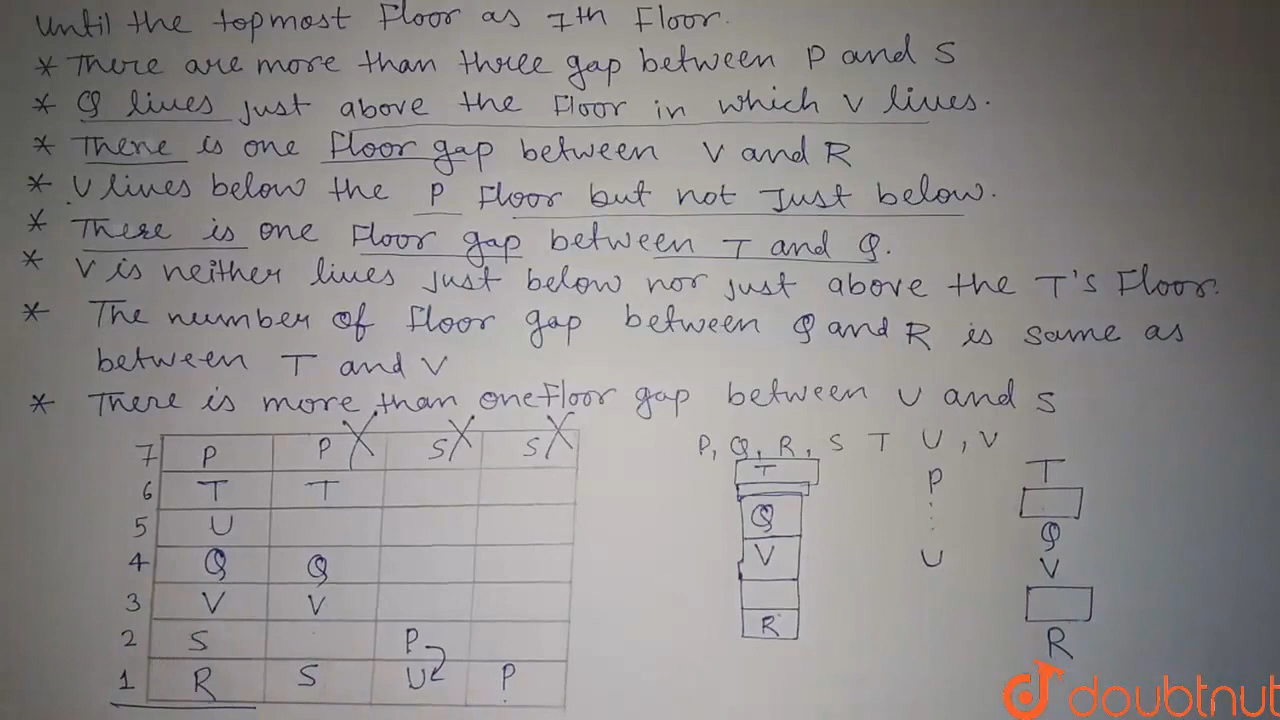 Until the topmost Floor as 7th Floor.
* There are more than three gap between P and S
* Q lives just above the Floor in which V lives.
* There is one Floor gap between V and R
* U lives below the P Floor but not Just below.
* There is one Floor gap between T and Q.
* V is neither lives just below nor just above the T's Floor.
* The number of Floor gap between Q and R is same as
between T and V
* There is more than one Floor gap between U and S
P, Q, R, S T U, V
7 P P X S X S X
6 T T
5 U
4 Q Q
3 V V
2 S P
1 R S U P
T
Q
V
R
P
U
T
Q
V
R
doubtnut